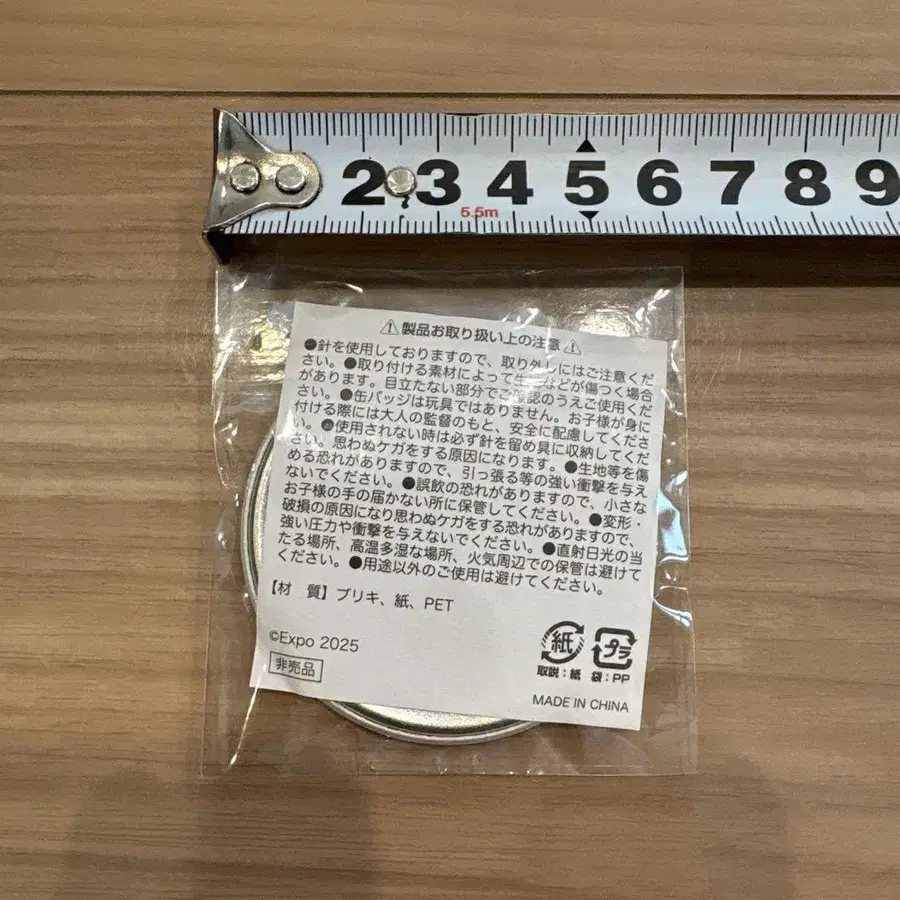 2 3 4 5 6 7 8 9
5.5m
⚠製品お取り扱い上の注意⚠
●針を使用しておりますので、取り外しにはご注意くだ
さい。●取り付ける素材によって生地などが傷つく場合
があります。目立たない部分でご確認のうえご使用くだ
さい。●缶バッジは玩具ではありません。お子様が身に
付ける際には大人の監督のもと、安全に配慮してくださ
い。●使用されない時は必ず針を留め具に収納してくだ
さい。思わぬケガをする原因になります。●生地等を傷
める恐れがありますので、引っ張る等の強い衝撃を与え
ないでください。●誤飲の恐れがありますので、小さな
お子様の手の届かない所に保管してください。●変形・
破損の原因になり思わぬケガをする恐れがありますので、
強い圧力や衝撃を与えないでください。●直射日光の当
たる場所、高温多湿な場所、火気周辺での保管は避けて
ください。●用途以外のご使用は避けてください。
【材 質】ブリキ、紙、PET
©Expo 2025
非売品
紙 プラ
取説:紙 袋:PP
MADE IN CHINA